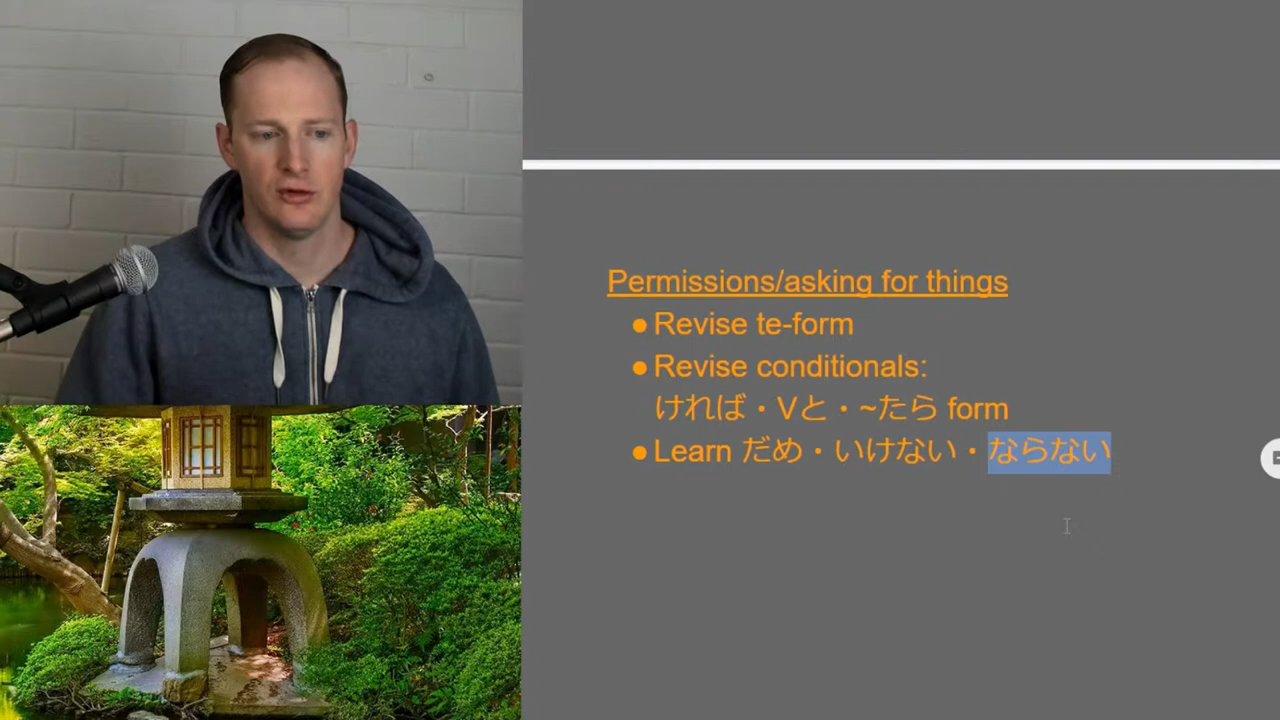 Permissions/asking for things
● Revise te-form
● Revise conditionals:
ければ・Vと・~たら form
● Learn だめ・いけない・ならない